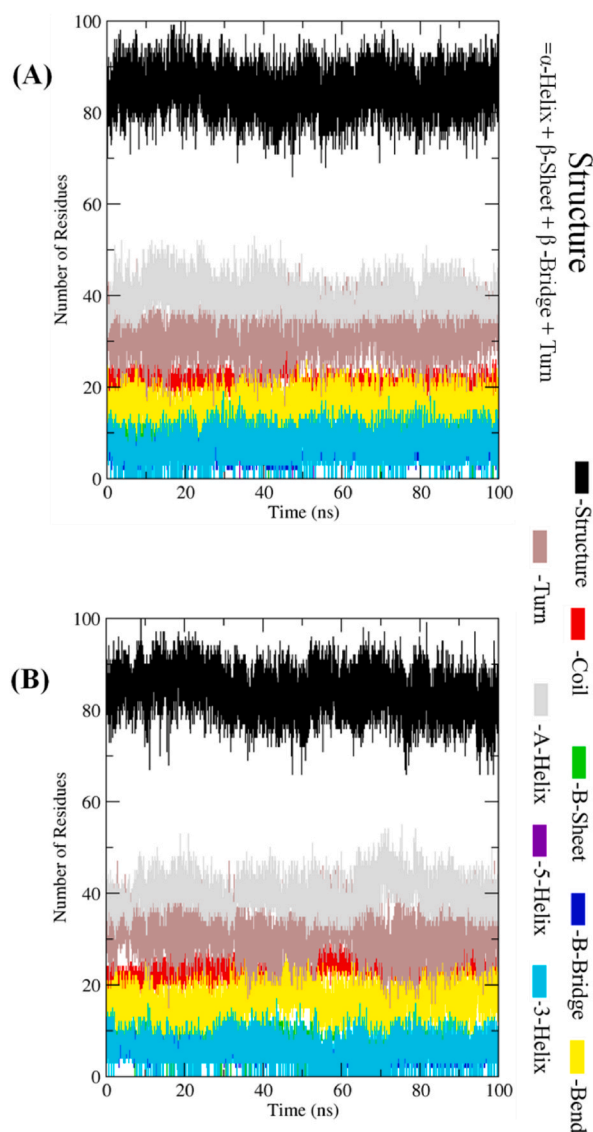 (A)
100
80
60
40
20
0
Number of Residues
0 20 40 60 80 100
Time (ns)
Structure
=α-Helix + β-Sheet + β -Bridge + Turn
(B)
100
80
60
40
20
0
Number of Residues
0 20 40 60 80 100
Time (ns)
-Structure
-Coil
-B-Sheet
-B-Bridge
-Bend
-Turn
-A-Helix
-5-Helix
-3-Helix